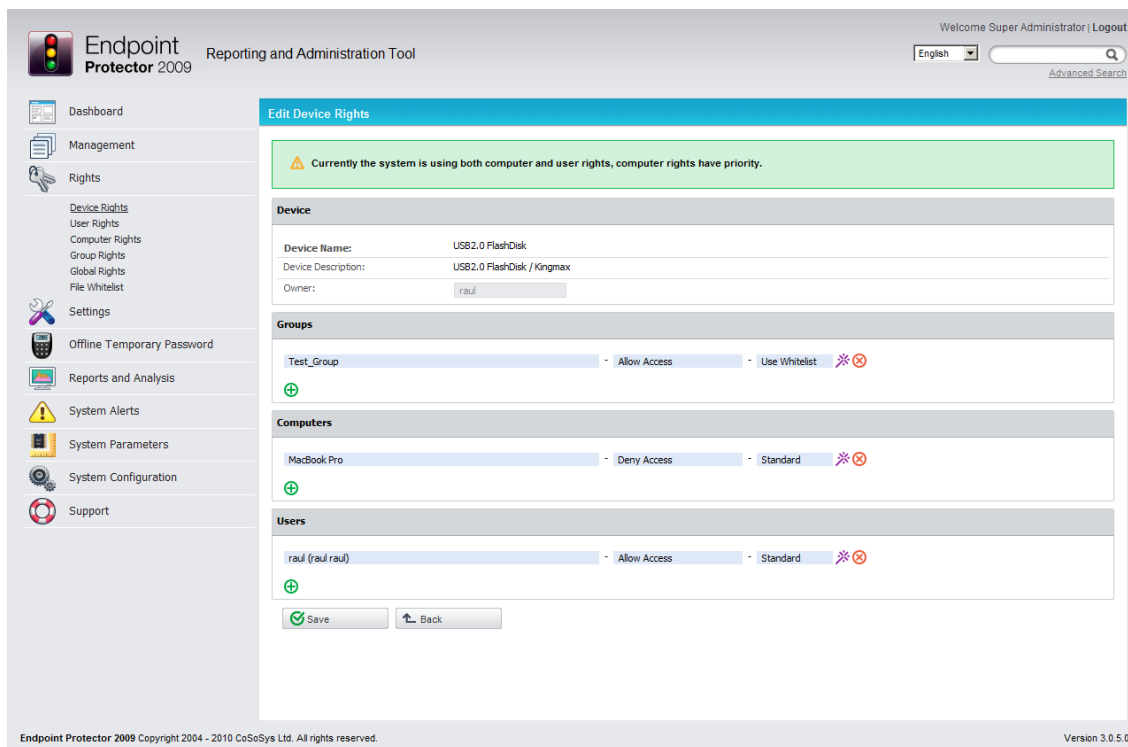 Welcome Super Administrator | Logout
Endpoint
Protector 2009
Reporting and Administration Tool
English
Advanced Search
Dashboard
Management
Rights
Device Rights
User Rights
Computer Rights
Group Rights
Global Rights
File Whitelist
Settings
Offline Temporary Password
Reports and Analysis
System Alerts
System Parameters
System Configuration
Support
Edit Device Rights
Currently the system is using both computer and user rights, computer rights have priority.
Device
Device Name: USB2.0 FlashDisk
Device Description: USB2.0 FlashDisk / Kingmax
Owner: raul
Groups
Test_Group - Allow Access - Use Whitelist
Computers
MacBook Pro - Deny Access - Standard
Users
raul (raul raul) - Allow Access - Standard
Save Back
Endpoint Protector 2009 Copyright 2004 - 2010 CoSoSys Ltd. All rights reserved. Version 3.0.5.0